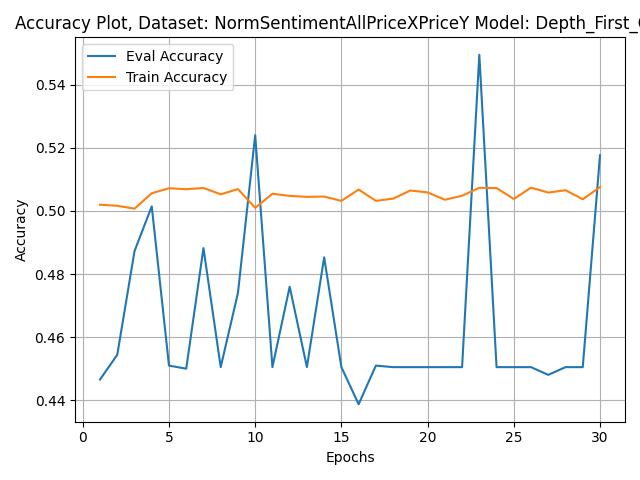 Accuracy Plot, Dataset: NormSentimentAllPriceXPriceY Model: Depth_First_
Eval Accuracy
Train Accuracy
Accuracy
0.54
0.52
0.50
0.48
0.46
0.44
0 5 10 15 20 25 30
Epochs